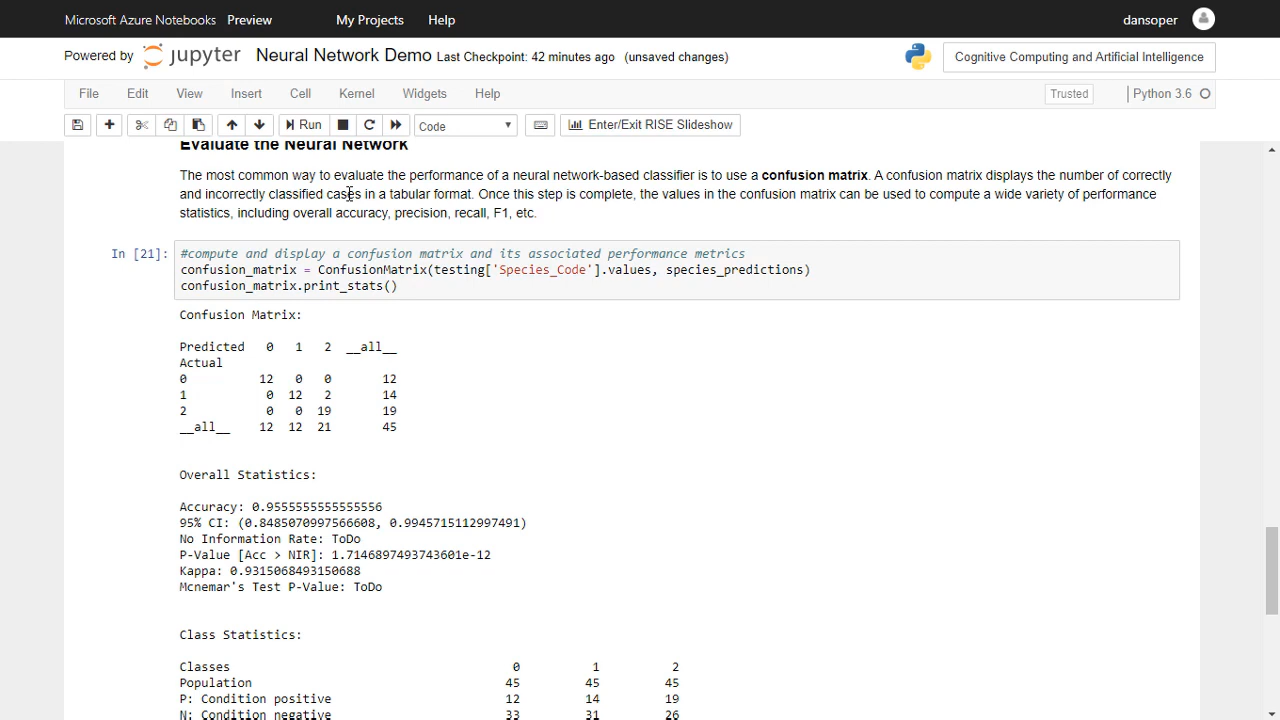 Microsoft Azure Notebooks Preview My Projects Help dansoper
Powered by jupyter Neural Network Demo Last Checkpoint: 42 minutes ago (unsaved changes) Cognitive Computing and Artificial Intelligence
File Edit View Insert Cell Kernel Widgets Help Trusted Python 3.6
Run Code Enter/Exit RISE Slideshow
Evaluate the Neural Network
The most common way to evaluate the performance of a neural network-based classifier is to use a confusion matrix. A confusion matrix displays the number of correctly
and incorrectly classified cases in a tabular format. Once this step is complete, the values in the confusion matrix can be used to compute a wide variety of performance
statistics, including overall accuracy, precision, recall, F1, etc.
In [21]: #compute and display a confusion matrix and its associated performance metrics
confusion_matrix = ConfusionMatrix(testing['Species_Code'].values, species_predictions)
confusion_matrix.print_stats()
Confusion Matrix:
Predicted 0 1 2 __all__
Actual
0 12 0 0 12
1 0 12 2 14
2 0 0 19 19
__all__ 12 12 21 45
Overall Statistics:
Accuracy: 0.9555555555555556
95% CI: (0.8485070997566608, 0.9945715112997491)
No Information Rate: ToDo
P-Value [Acc > NIR]: 1.7146897493743601e-12
Kappa: 0.9315068493150688
Mcnemar's Test P-Value: ToDo
Class Statistics:
Classes 0 1 2
Population 45 45 45
P: Condition positive 12 14 19
N: Condition negative 33 31 26